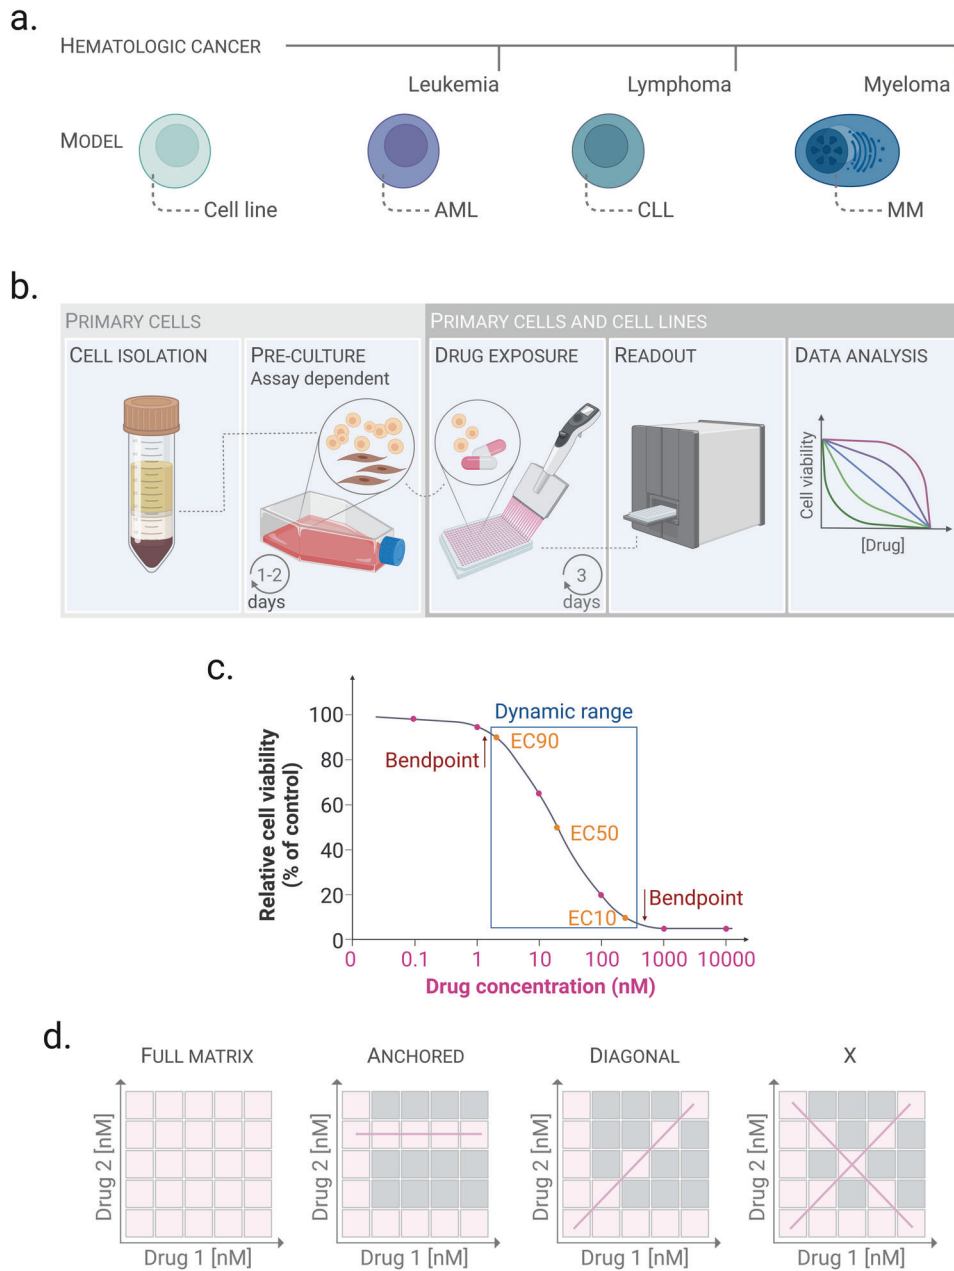 a.
HEMATOLOGIC CANCER
Leukemia
Lymphoma
Myeloma
MODEL
Cell line
AML
CLL
MM
b.
PRIMARY CELLS
PRIMARY CELLS AND CELL LINES
CELL ISOLATION
PRE-CULTURE
Assay dependent
DRUG EXPOSURE
READOUT
DATA ANALYSIS
1-2
days
3
days
Cell viability
[Drug]
c.
Relative cell viability
(% of control)
100
80
60
40
20
0
Dynamic range
Bendpoint
EC90
EC50
EC10
Bendpoint
0 0.1 1 10 100 1000 10000
Drug concentration (nM)
d.
FULL MATRIX
ANCHORED
DIAGONAL
X
Drug 2 [nM]
Drug 1 [nM]
Drug 2 [nM]
Drug 1 [nM]
Drug 2 [nM]
Drug 1 [nM]
Drug 2 [nM]
Drug 1 [nM]